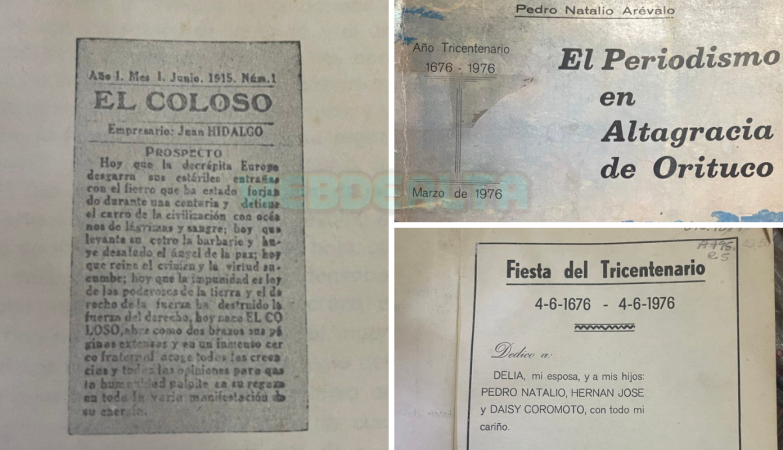 Año I. Mes I. Junio. 1915. Núm.1
EL COLOSO
Empresario: Juan HIDALGO
PROSPECTO
Hoy que la decrépita Europa
desgarra sus estériles entrañas
con el fierro que ha estado forjan
do durante una centuria y detiene
el carro de la civilización con océa
nos de lágrimas y sangre; hoy que
levanta su cetro la barbarie y hu-
ye desalado el ángel de la paz; hoy
que reina el crimen y la virtud su-
cumbe; hoy que la impunidad es ley
de los poderosos de la tierra y el de
recho de la fuerza ha destruido la
fuerza del derecho, hoy nace EL CO
LOSO, abre como dos brazos sus pá
ginas extensas y en un inmenso cer
co fraternal acoge todas las creen
cias y todas las opiniones para que
la humanidad palpite en su regazo
en toda la varia manifestación de
su energía.
Pedro Natalio Arévalo
Año Tricentenario
1676 - 1976
El Periodismo
en
Altagracia
de Orituco
Marzo de 1976
Fiesta del Tricentenario
4-6-1676 - 4-6-1976
Dedico a:
DELIA, mi esposa, y a mis hijos:
PEDRO NATALIO, HERNAN JOSE
y DAISY COROMOTO, con todo mi
cariño.